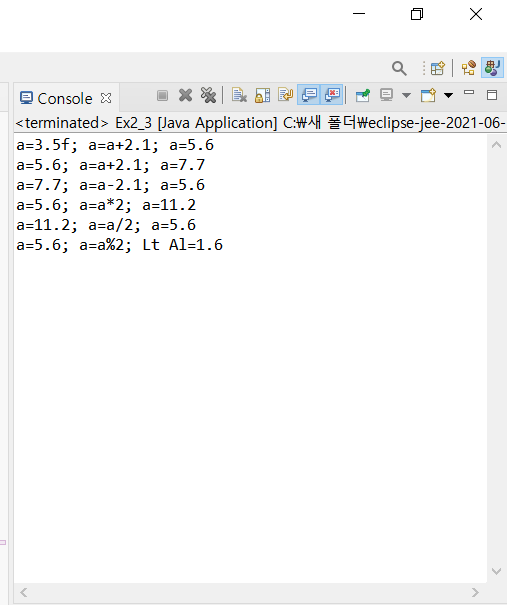 Console
<terminated> Ex2_3 [Java Application] C:₩새 폴더₩eclipse-jee-2021-06-
a=3.5f; a=a+2.1; a=5.6
a=5.6; a=a+2.1; a=7.7
a=7.7; a=a-2.1; a=5.6
a=5.6; a=a*2; a=11.2
a=11.2; a=a/2; a=5.6
a=5.6; a=a%2; Lt Al=1.6